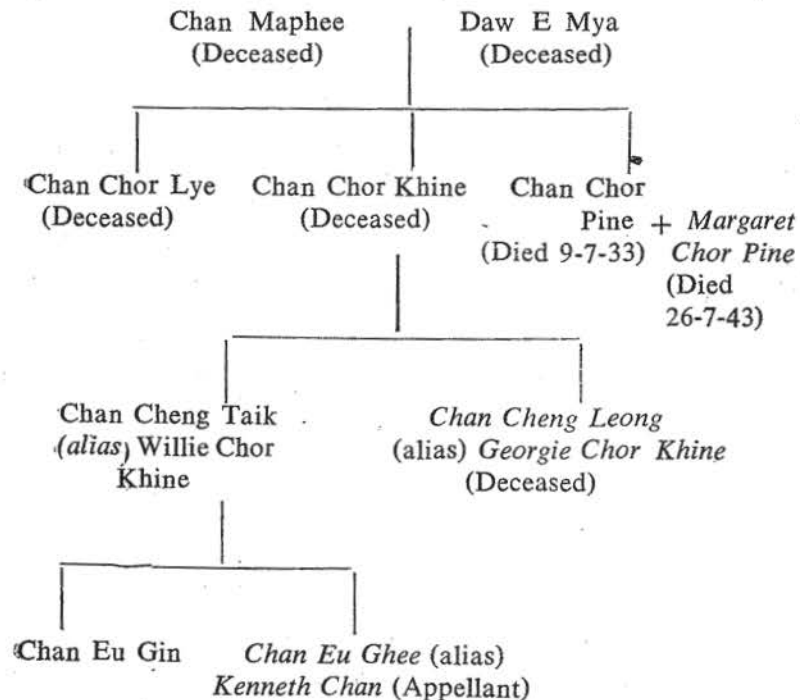 Chan Maphee Daw E Mya
(Deceased) (Deceased)
Chan Chor Lye Chan Chor Khine Chan Chor
(Deceased) (Deceased) Pine + Margaret
(Died 9-7-33) Chor Pine
(Died
26-7-43)
Chan Cheng Taik Chan Cheng Leong
(alias) Willie Chor (alias) Georgie Chor Khine
Khine (Deceased)
Chan Eu Gin Chan Eu Ghee (alias)
Kenneth Chan (Appellant)